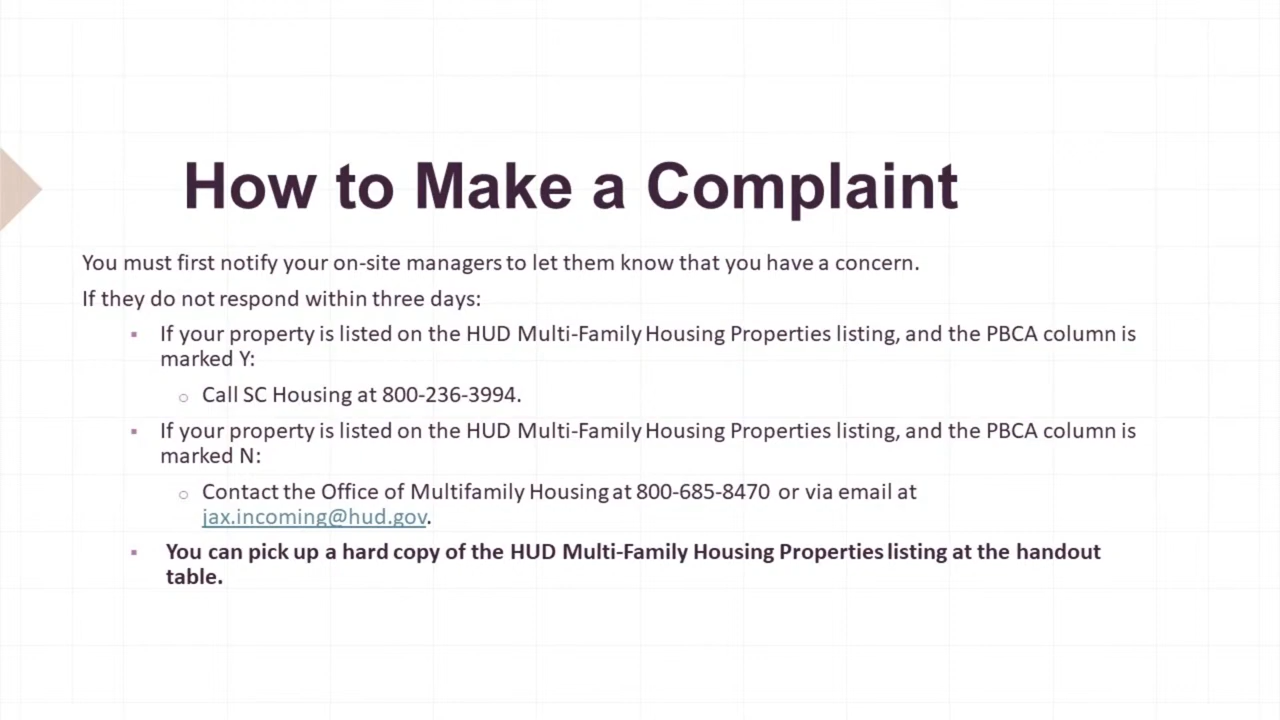 How to Make a Complaint
You must first notify your on-site managers to let them know that you have a concern.
If they do not respond within three days:
▪ If your property is listed on the HUD Multi-Family Housing Properties listing, and the PBCA column is
marked Y:
○ Call SC Housing at 800-236-3994.
▪ If your property is listed on the HUD Multi-Family Housing Properties listing, and the PBCA column is
marked N:
○ Contact the Office of Multifamily Housing at 800-685-8470 or via email at
jax.incoming@hud.gov.
▪ You can pick up a hard copy of the HUD Multi-Family Housing Properties listing at the handout
table.